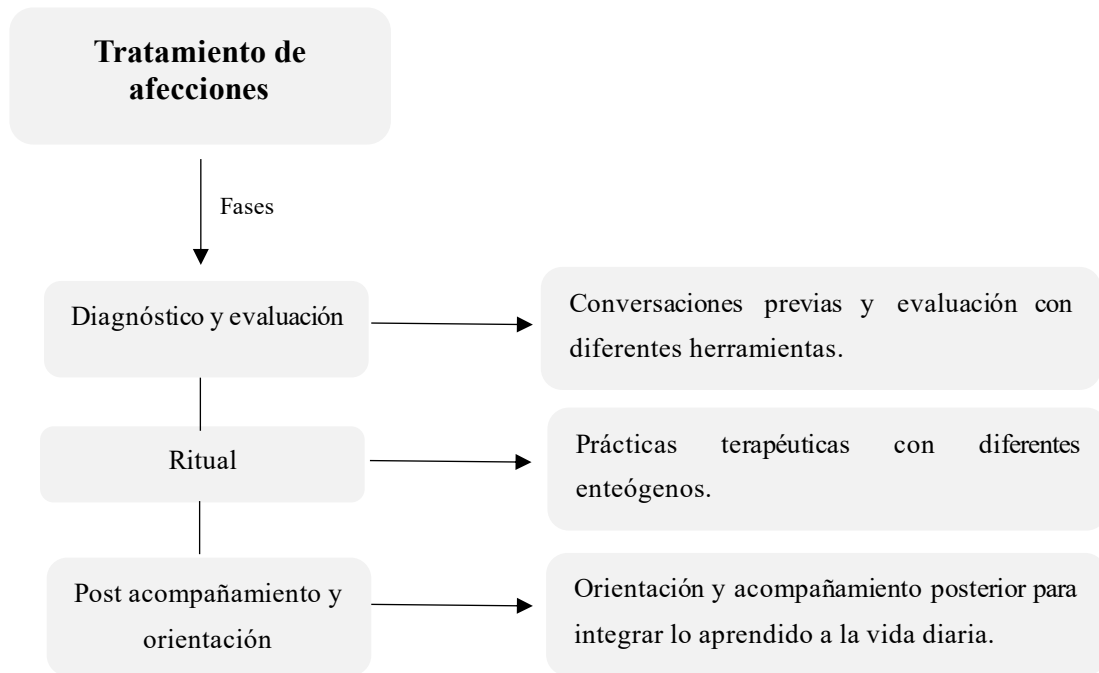 Tratamiento de
afecciones
Fases
Diagnóstico y evaluación
Conversaciones previas y evaluación con
diferentes herramientas.
Ritual
Prácticas terapéuticas con diferentes
enteógenos.
Post acompañamiento y
orientación
Orientación y acompañamiento posterior para
integrar lo aprendido a la vida diaria.